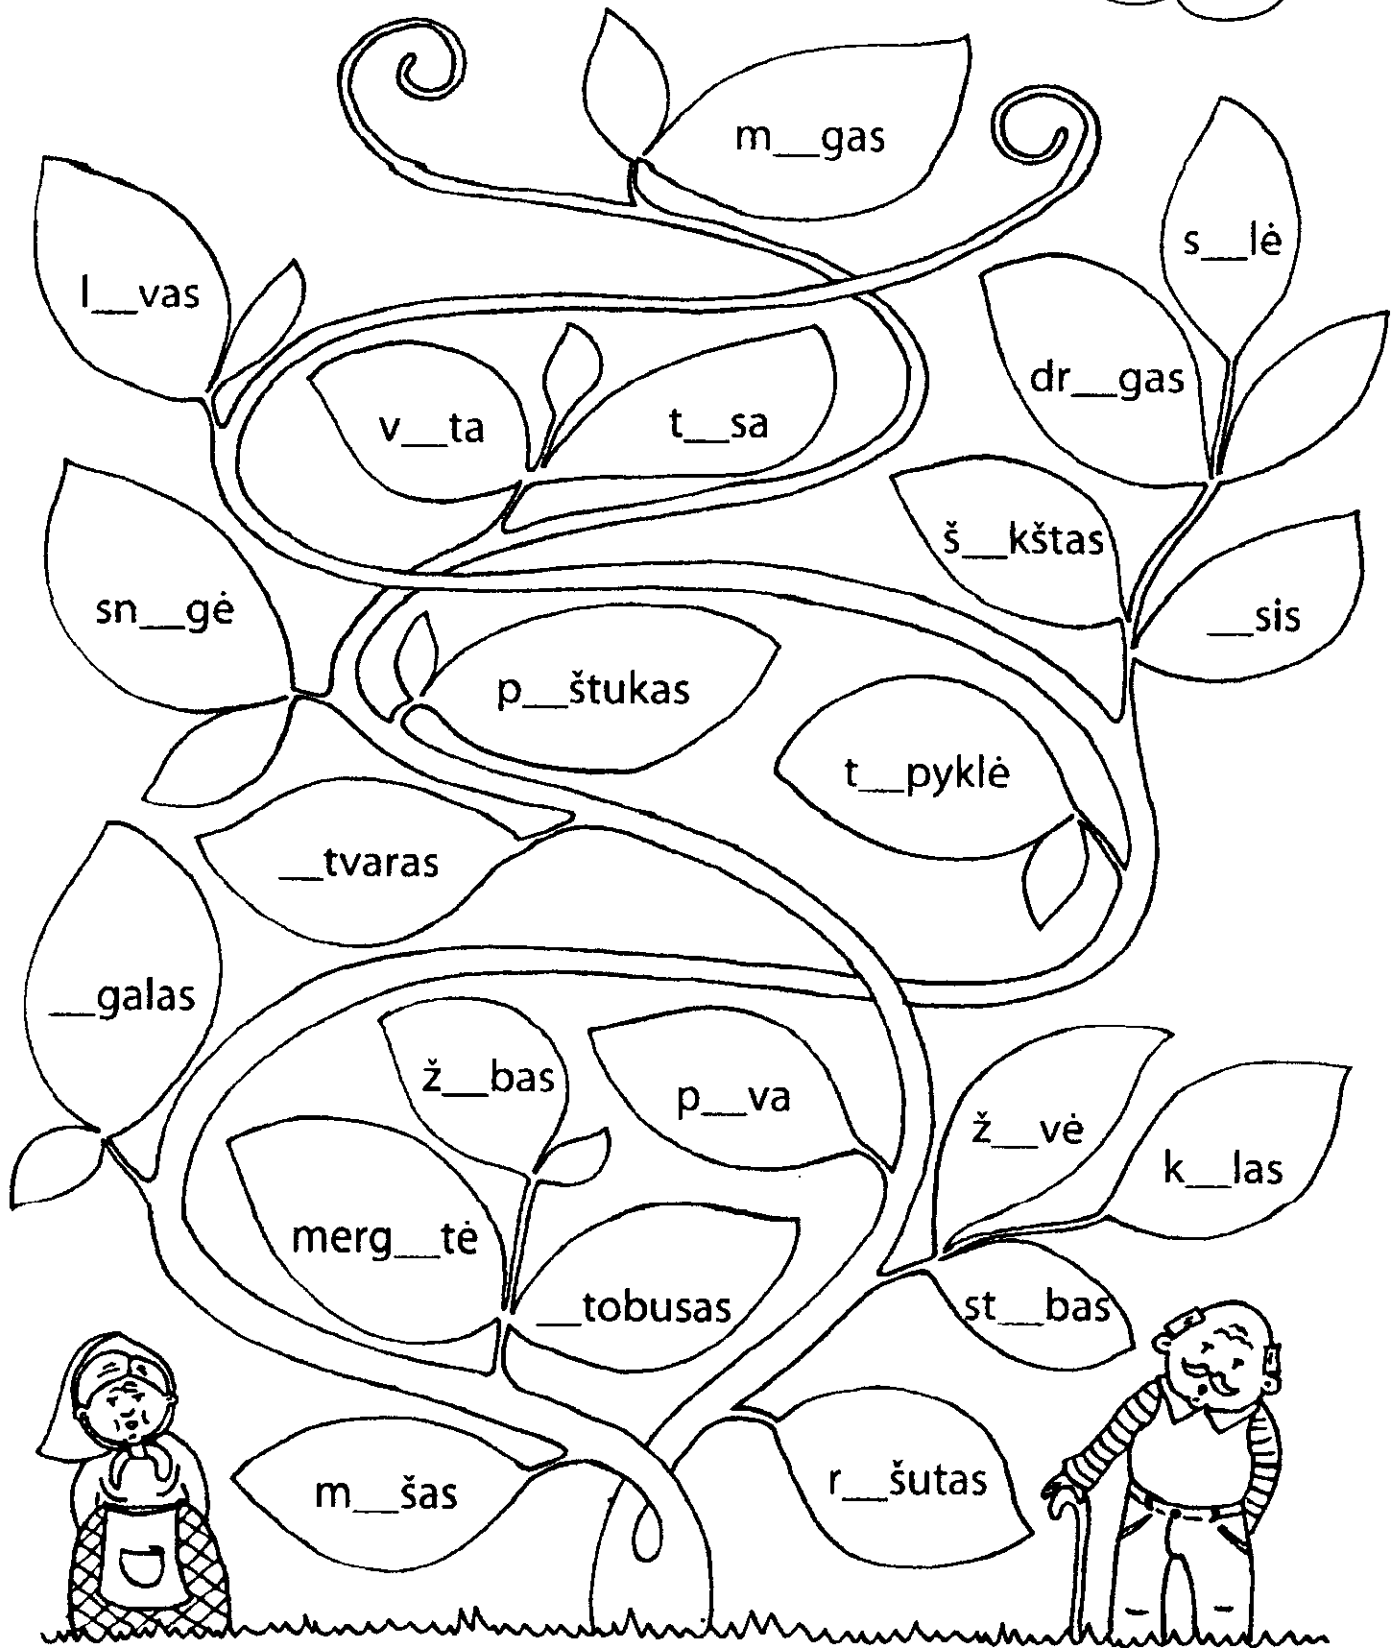 m__gas
s__lė
l__vas
dr__gas
v__ta
t__sa
š__kštas
sn__gė
__sis
p__štukas
t__pyklė
__tvaras
__galas
ž__bas
p__va
ž__vė
k__las
merg__tė
__tobusas
st__bas
m__šas
r__šutas